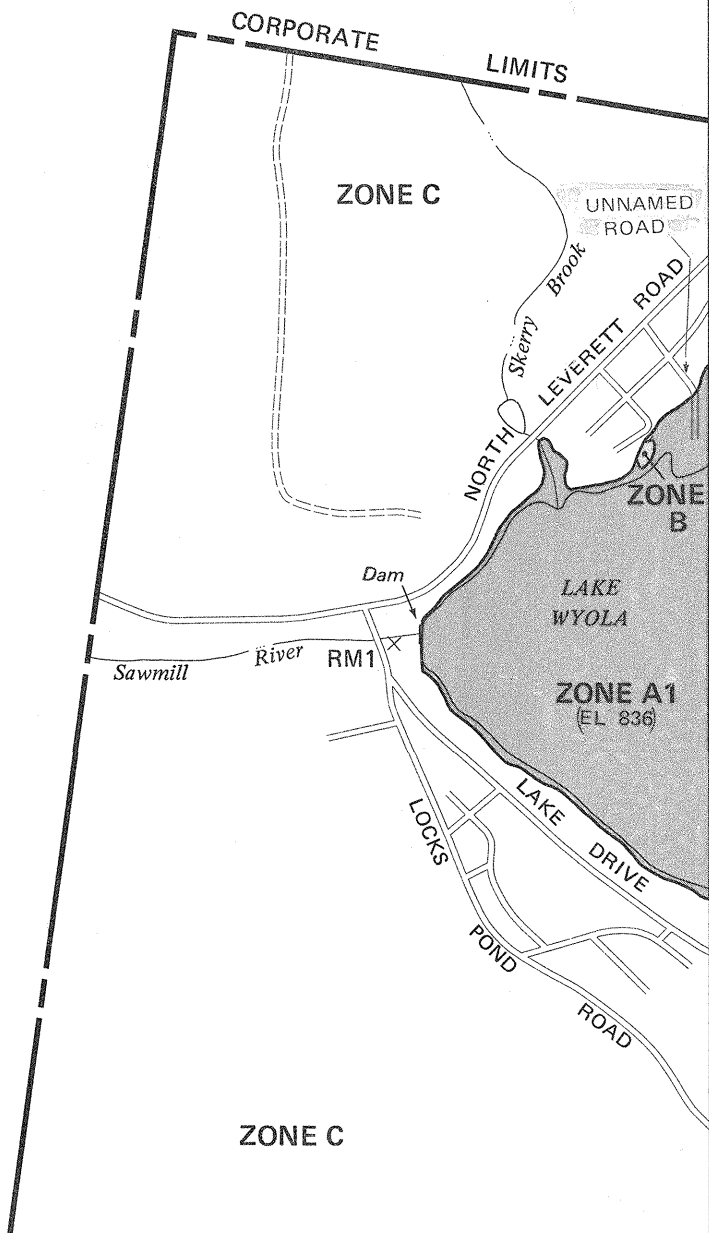 CORPORATE LIMITS
ZONE C
UNNAMED
ROAD
Skerry Brook
NORTH LEVERETT ROAD
ZONE
B
Dam
LAKE
WYOLA
Sawmill River
RM1
ZONE A1
(EL 836)
LAKE DRIVE
LOCKS POND ROAD
ZONE C